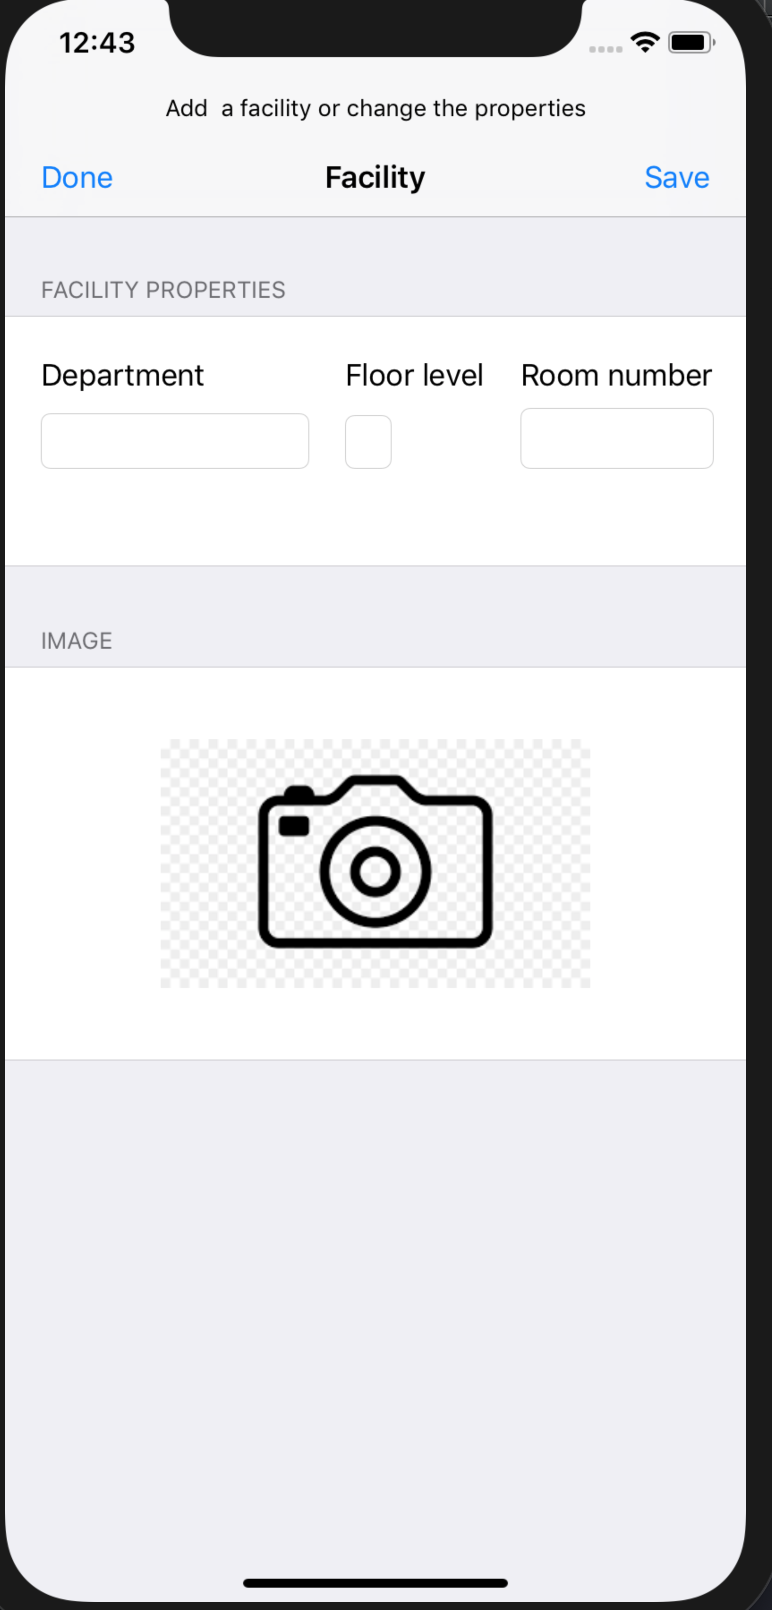 12:43
Add  a facility or change the properties
Done Facility Save
FACILITY PROPERTIES
Department Floor level Room number
IMAGE